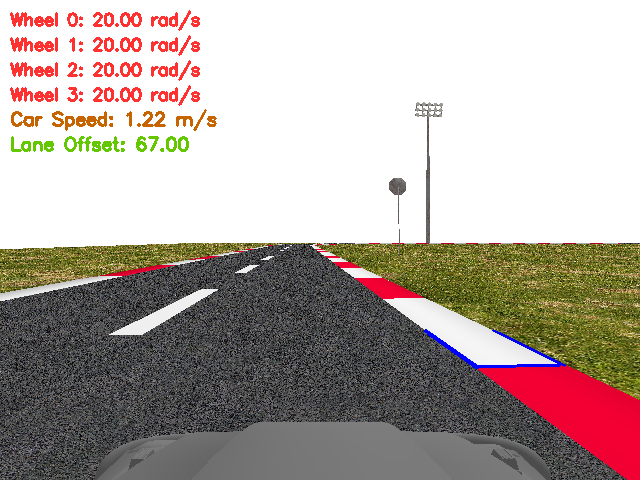 Wheel 0: 20.00 rad/s
Wheel 1: 20.00 rad/s
Wheel 2: 20.00 rad/s
Wheel 3: 20.00 rad/s
Car Speed: 1.22 m/s
Lane Offset: 67.00